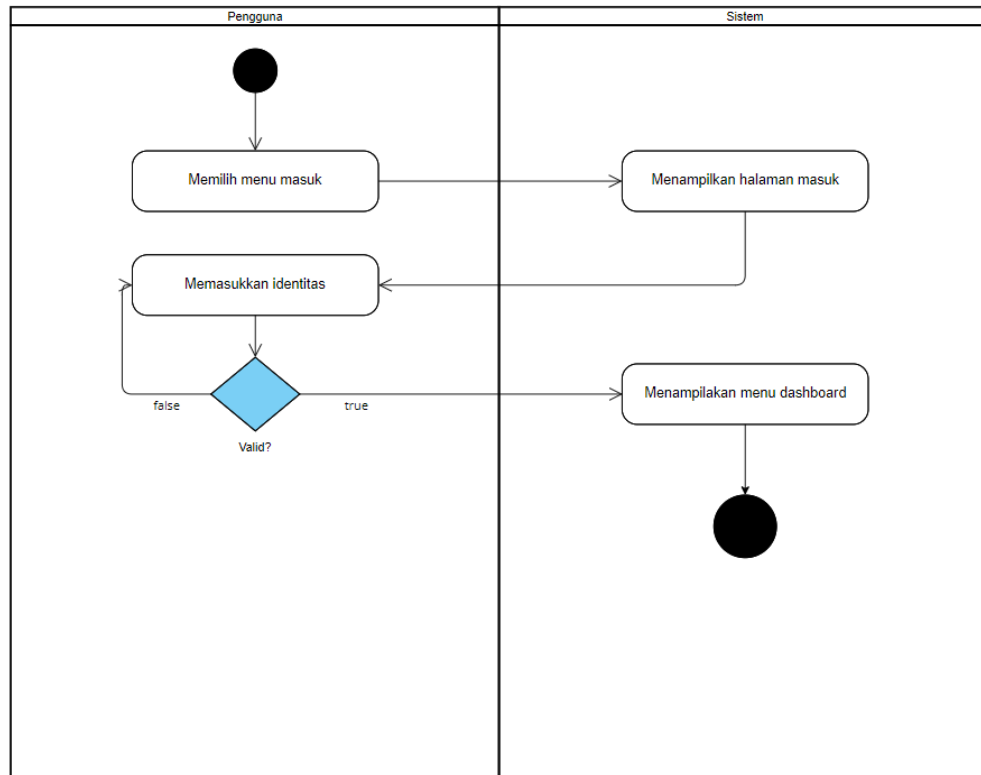 Pengguna
Sistem
Memilih menu masuk
Menampilkan halaman masuk
Memasukkan identitas
Menampilakan menu dashboard
false
true
Valid?